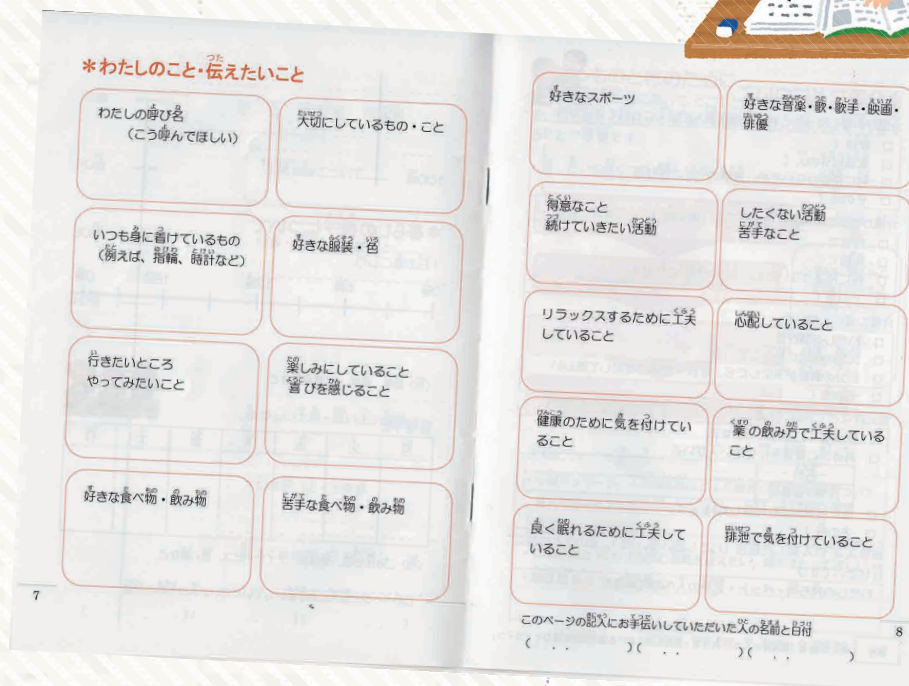 *わたしのこと・伝えたいこと
わたしの呼び名
(こう呼んでほしい)
大切にしているもの・こと
いつも身に着けているもの
(例えば、指輪、時計など)
好きな服装・色
行きたいところ
やってみたいこと
楽しみにしていること
喜びを感じること
好きな食べ物・飲み物
苦手な食べ物・飲み物
7
好きなスポーツ
好きな音楽・歌・歌手・映画・
俳優
得意なこと
続けていきたい活動
したくない活動
苦手なこと
リラックスするために工夫
していること
心配していること
健康のために気を付けてい
ること
薬の飲み方で工夫している
こと
良く眠れるために工夫して
いること
排泄で気を付けていること
このページの記入にお手伝いしていただいた人の名前と日付
( . . )( . . )( . . )
8